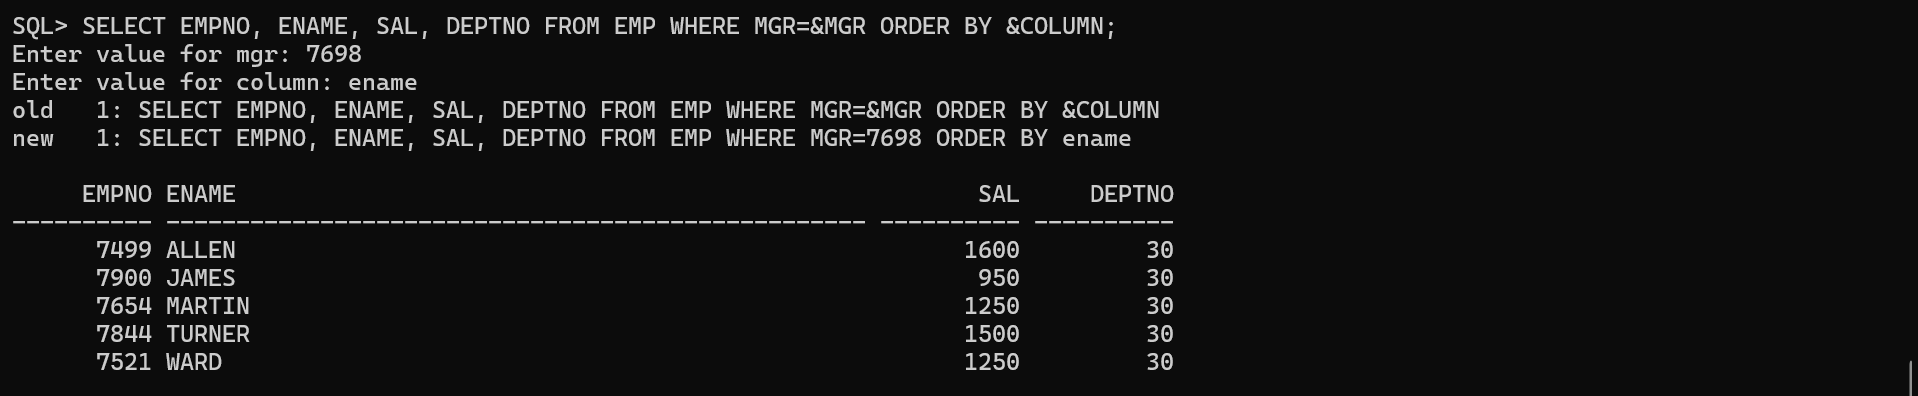 SQL> SELECT EMPNO, ENAME, SAL, DEPTNO FROM EMP WHERE MGR=&MGR ORDER BY &COLUMN;
Enter value for mgr: 7698
Enter value for column: ename
old   1: SELECT EMPNO, ENAME, SAL, DEPTNO FROM EMP WHERE MGR=&MGR ORDER BY &COLUMN
new   1: SELECT EMPNO, ENAME, SAL, DEPTNO FROM EMP WHERE MGR=7698 ORDER BY ename

     EMPNO ENAME                                                     SAL     DEPTNO
---------- -------------------------------------------------- ---------- ----------
      7499 ALLEN                                                    1600         30
      7900 JAMES                                                     950         30
      7654 MARTIN                                                   1250         30
      7844 TURNER                                                   1500         30
      7521 WARD                                                     1250         30